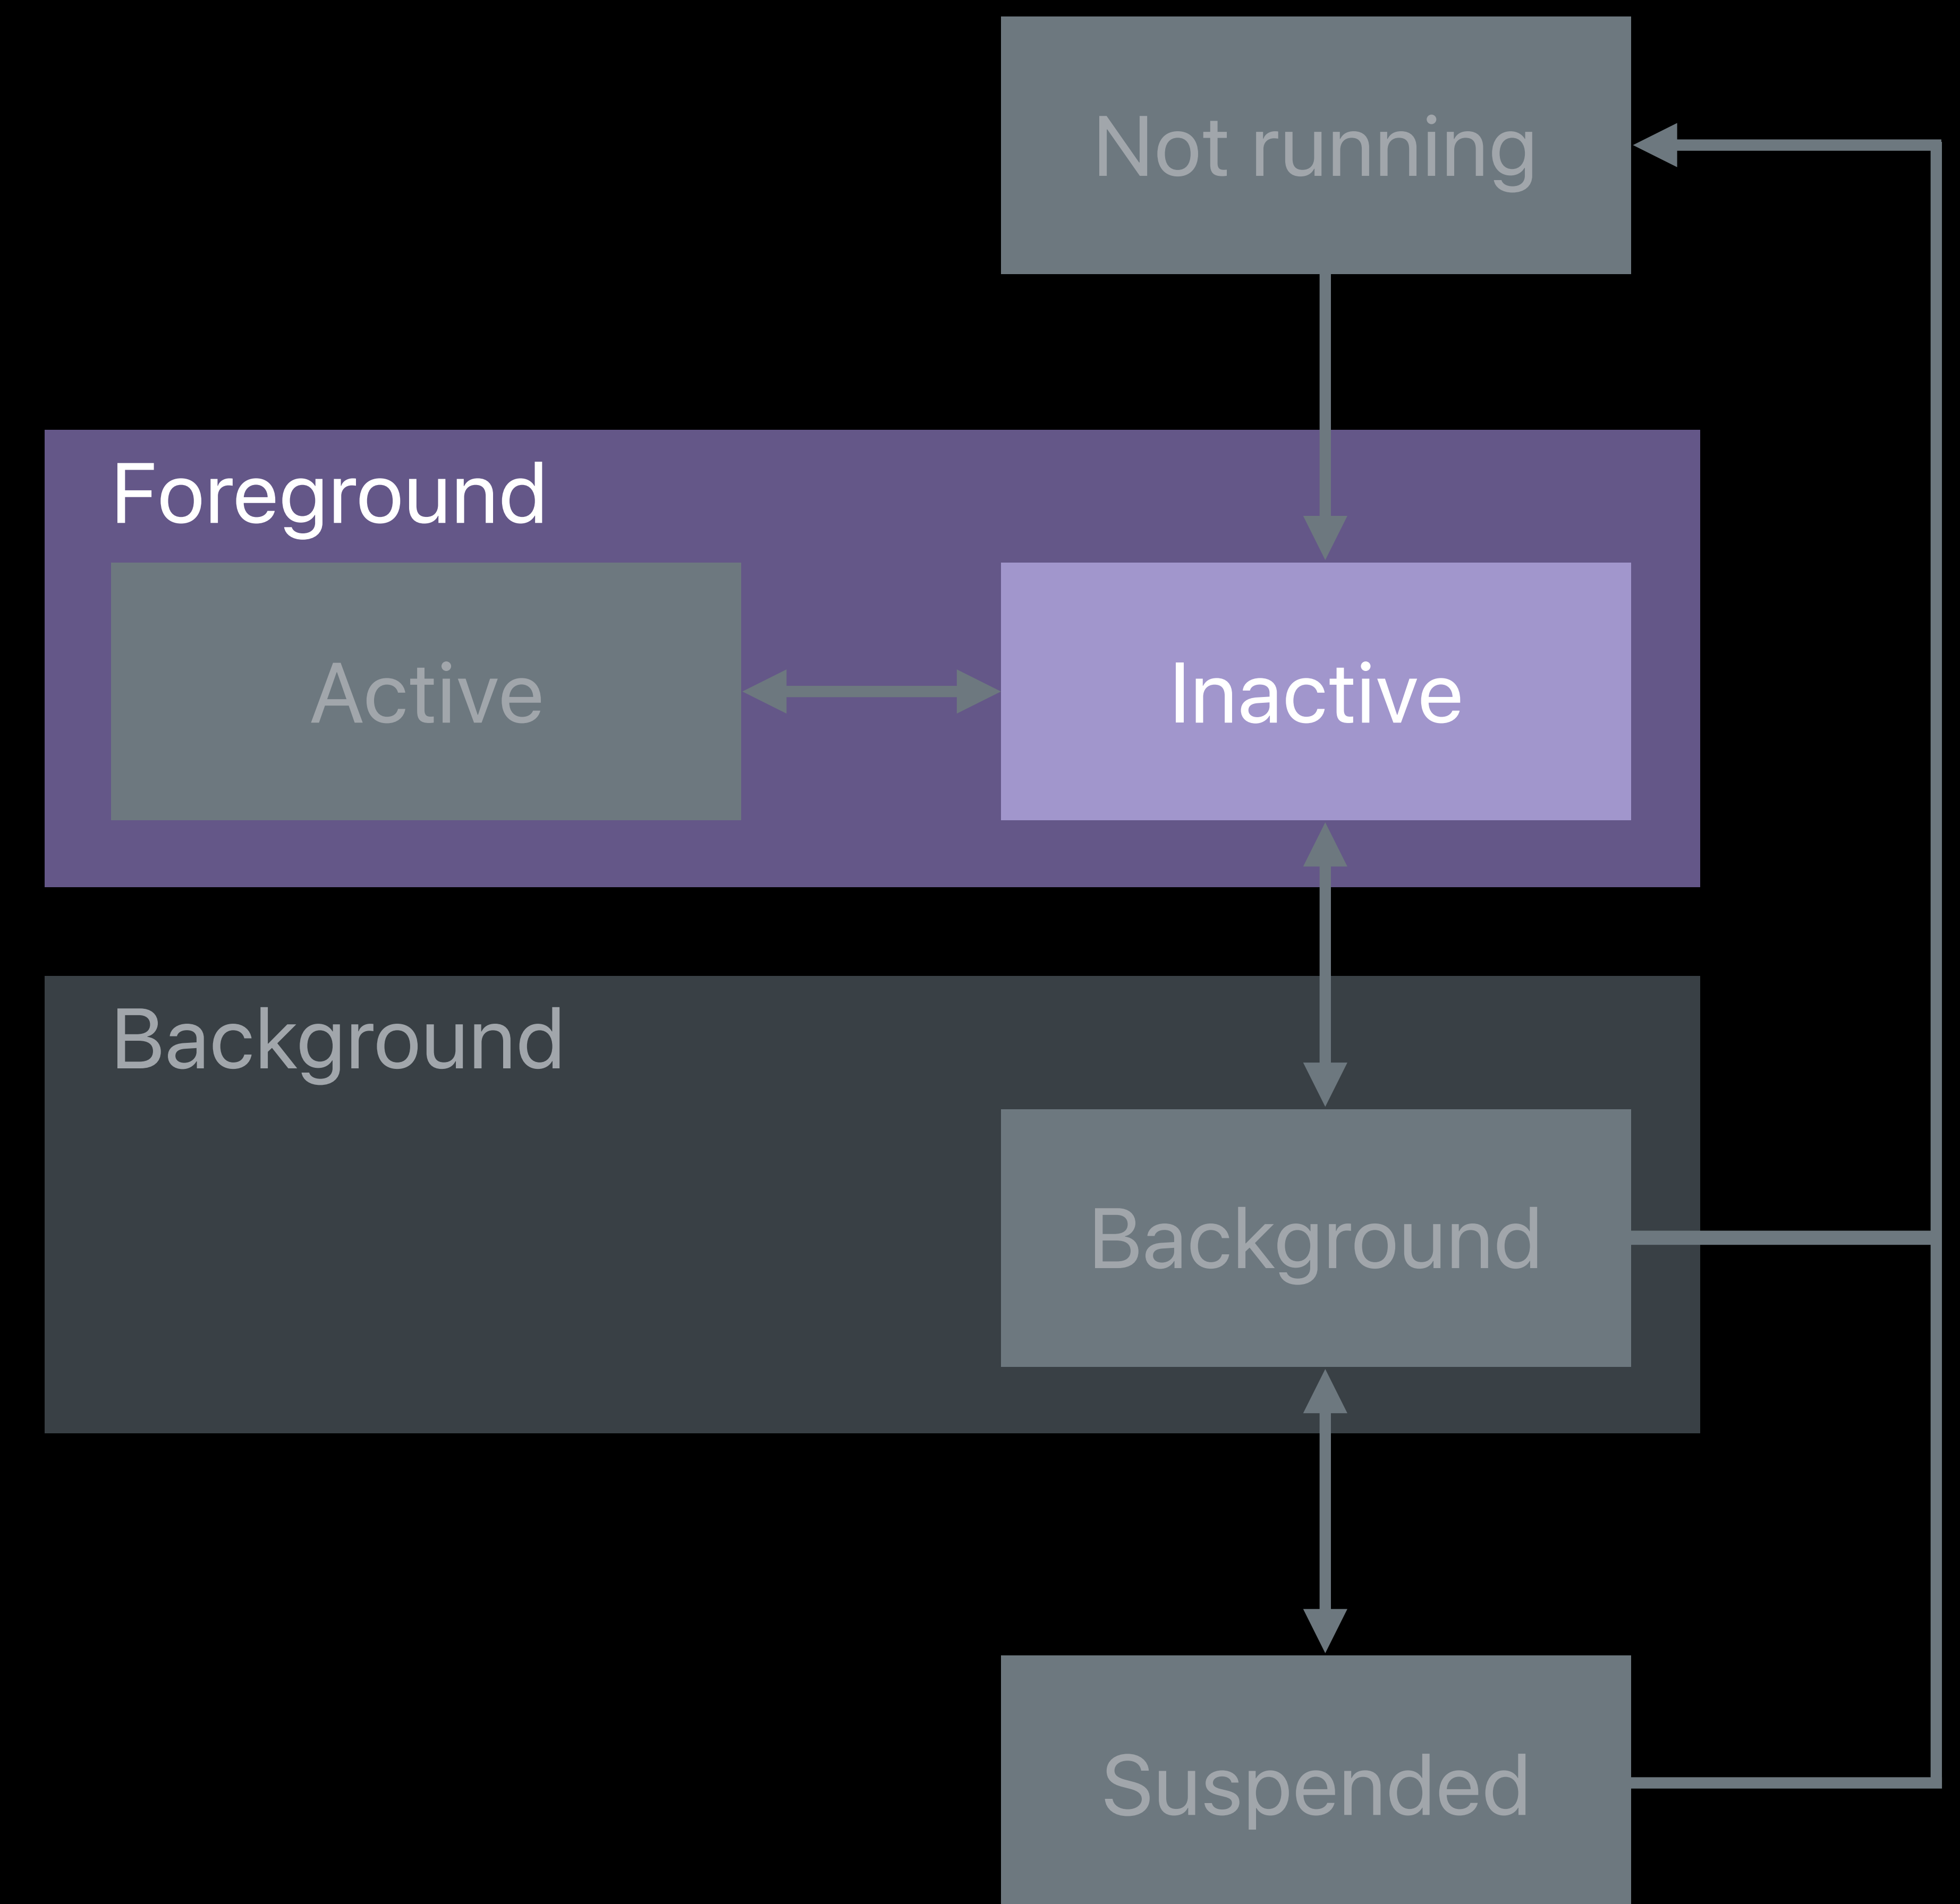 Not running
Foreground
Active
Inactive
Background
Background
Suspended